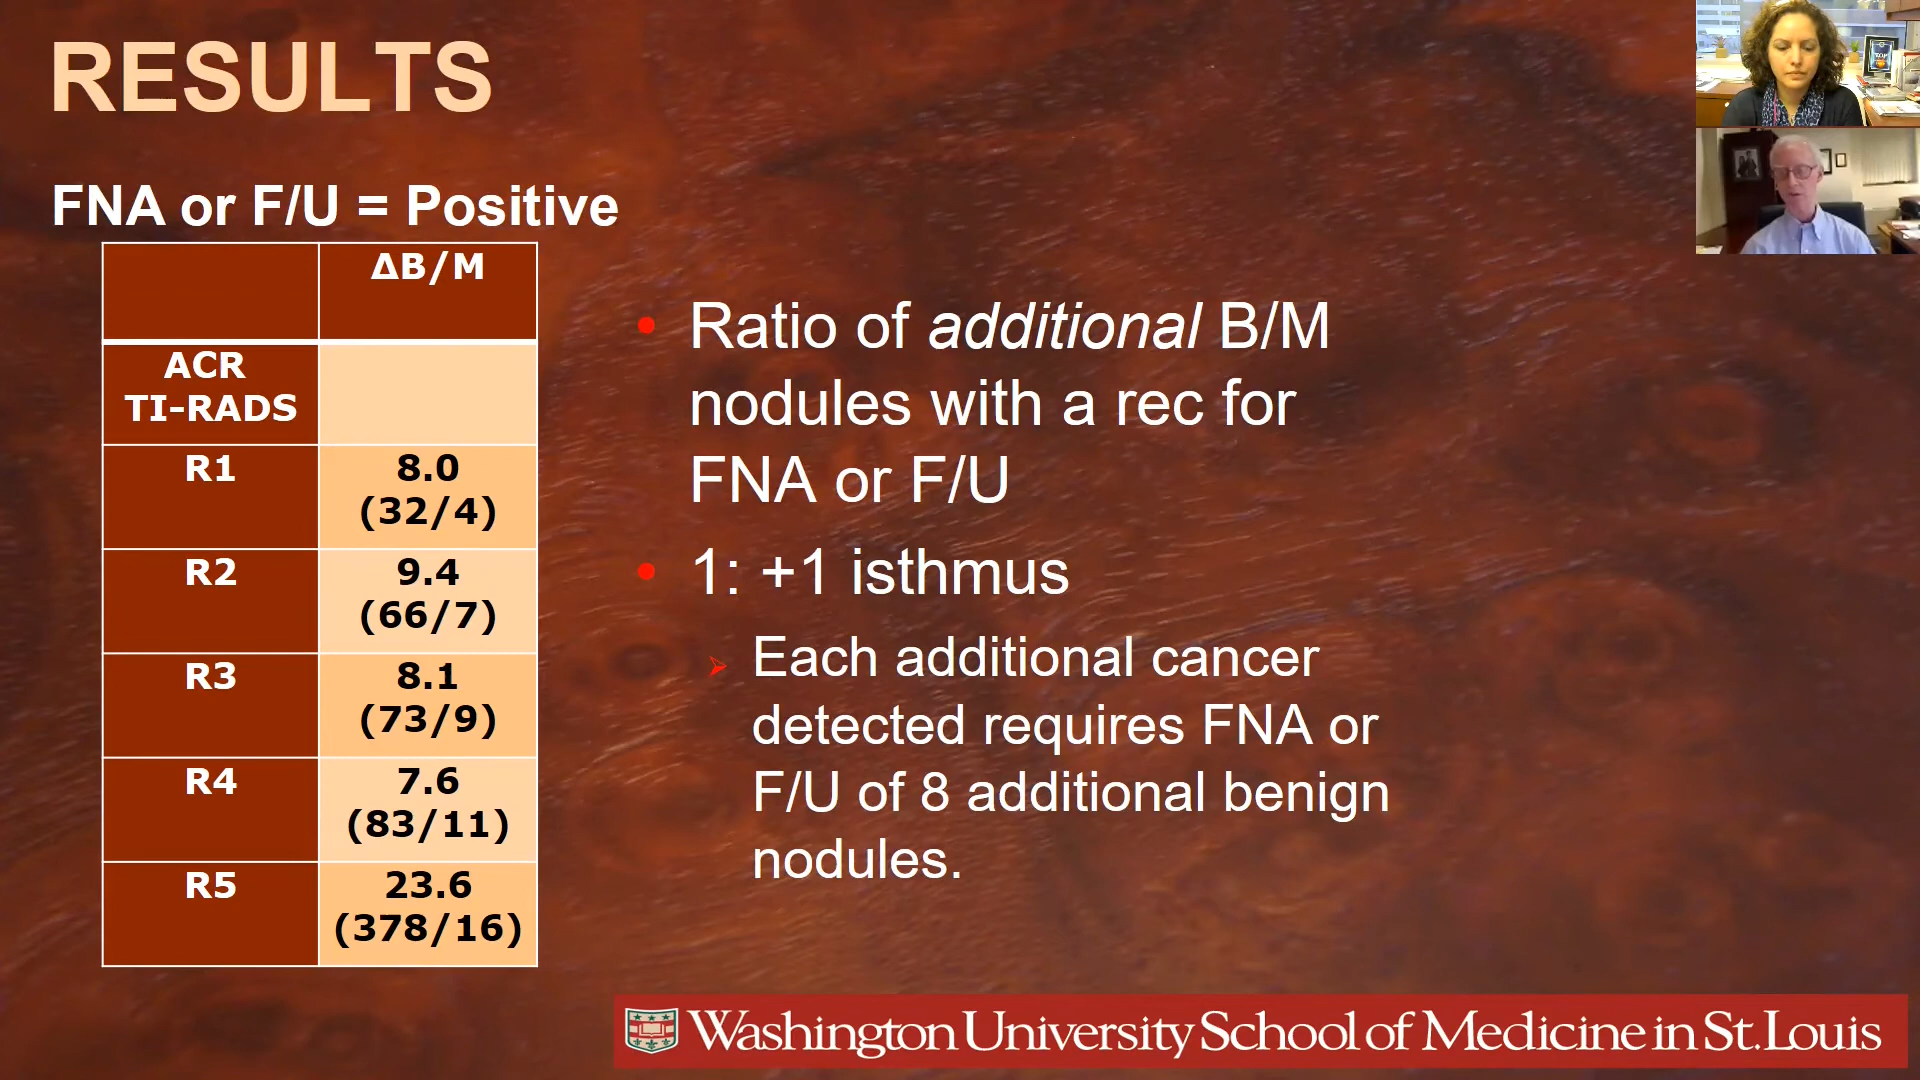 RESULTS
FNA or F/U = Positive
ΔB/M
ACR
TI-RADS
R1
8.0
(32/4)
R2
9.4
(66/7)
R3
8.1
(73/9)
R4
7.6
(83/11)
R5
23.6
(378/16)
• Ratio of additional B/M
nodules with a rec for
FNA or F/U
• 1: +1 isthmus
➢ Each additional cancer
detected requires FNA or
F/U of 8 additional benign
nodules.
Washington University School of Medicine in St. Louis